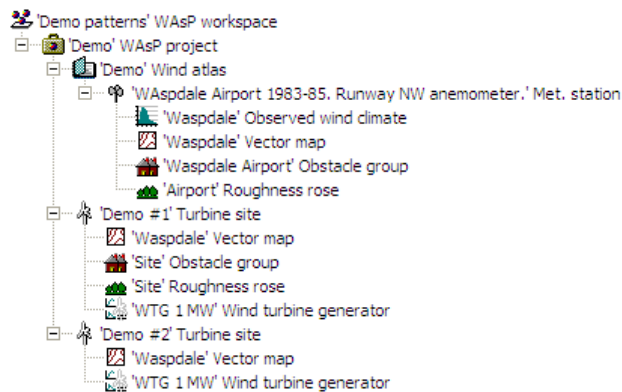 'Demo patterns' WAsP workspace
'Demo' WAsP project
'Demo' Wind atlas
'WAspdale Airport 1983-85. Runway NW anemometer.' Met. station
'Waspdale' Observed wind climate
'Waspdale' Vector map
'Waspdale Airport' Obstacle group
'Airport' Roughness rose
'Demo #1' Turbine site
'Waspdale' Vector map
'Site' Obstacle group
'Site' Roughness rose
'WTG 1 MW' Wind turbine generator
'Demo #2' Turbine site
'Waspdale' Vector map
'WTG 1 MW' Wind turbine generator